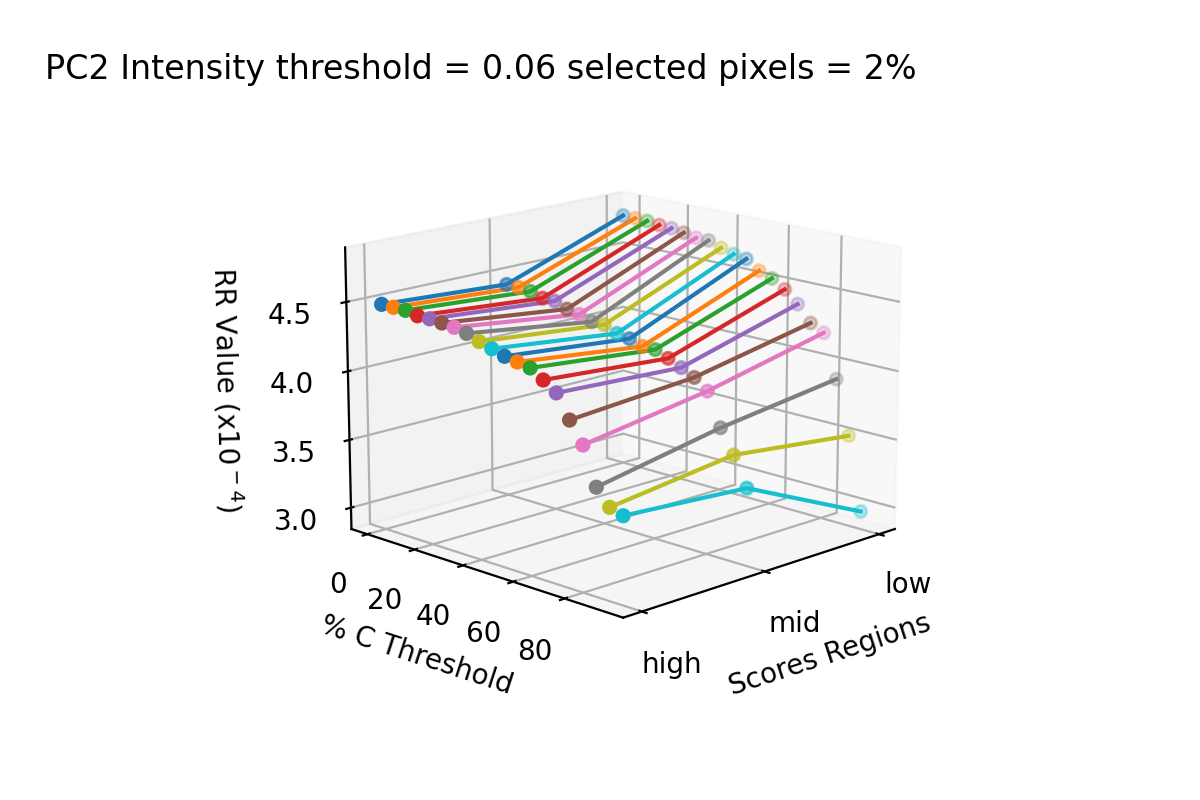 PC2 Intensity threshold = 0.06 selected pixels = 2%
RR Value (x10⁻⁴)
4.5
4.0
3.5
3.0
0
20
40
60
80
% C Threshold
high
mid
low
Scores Regions